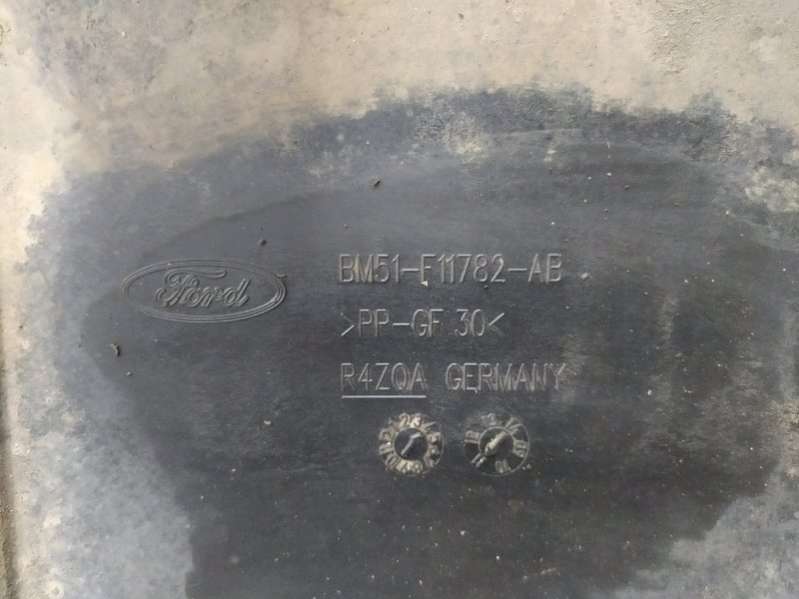 Ford
BM51-F11782-AB
>PP-GF 30<
R4ZQA GERMANY